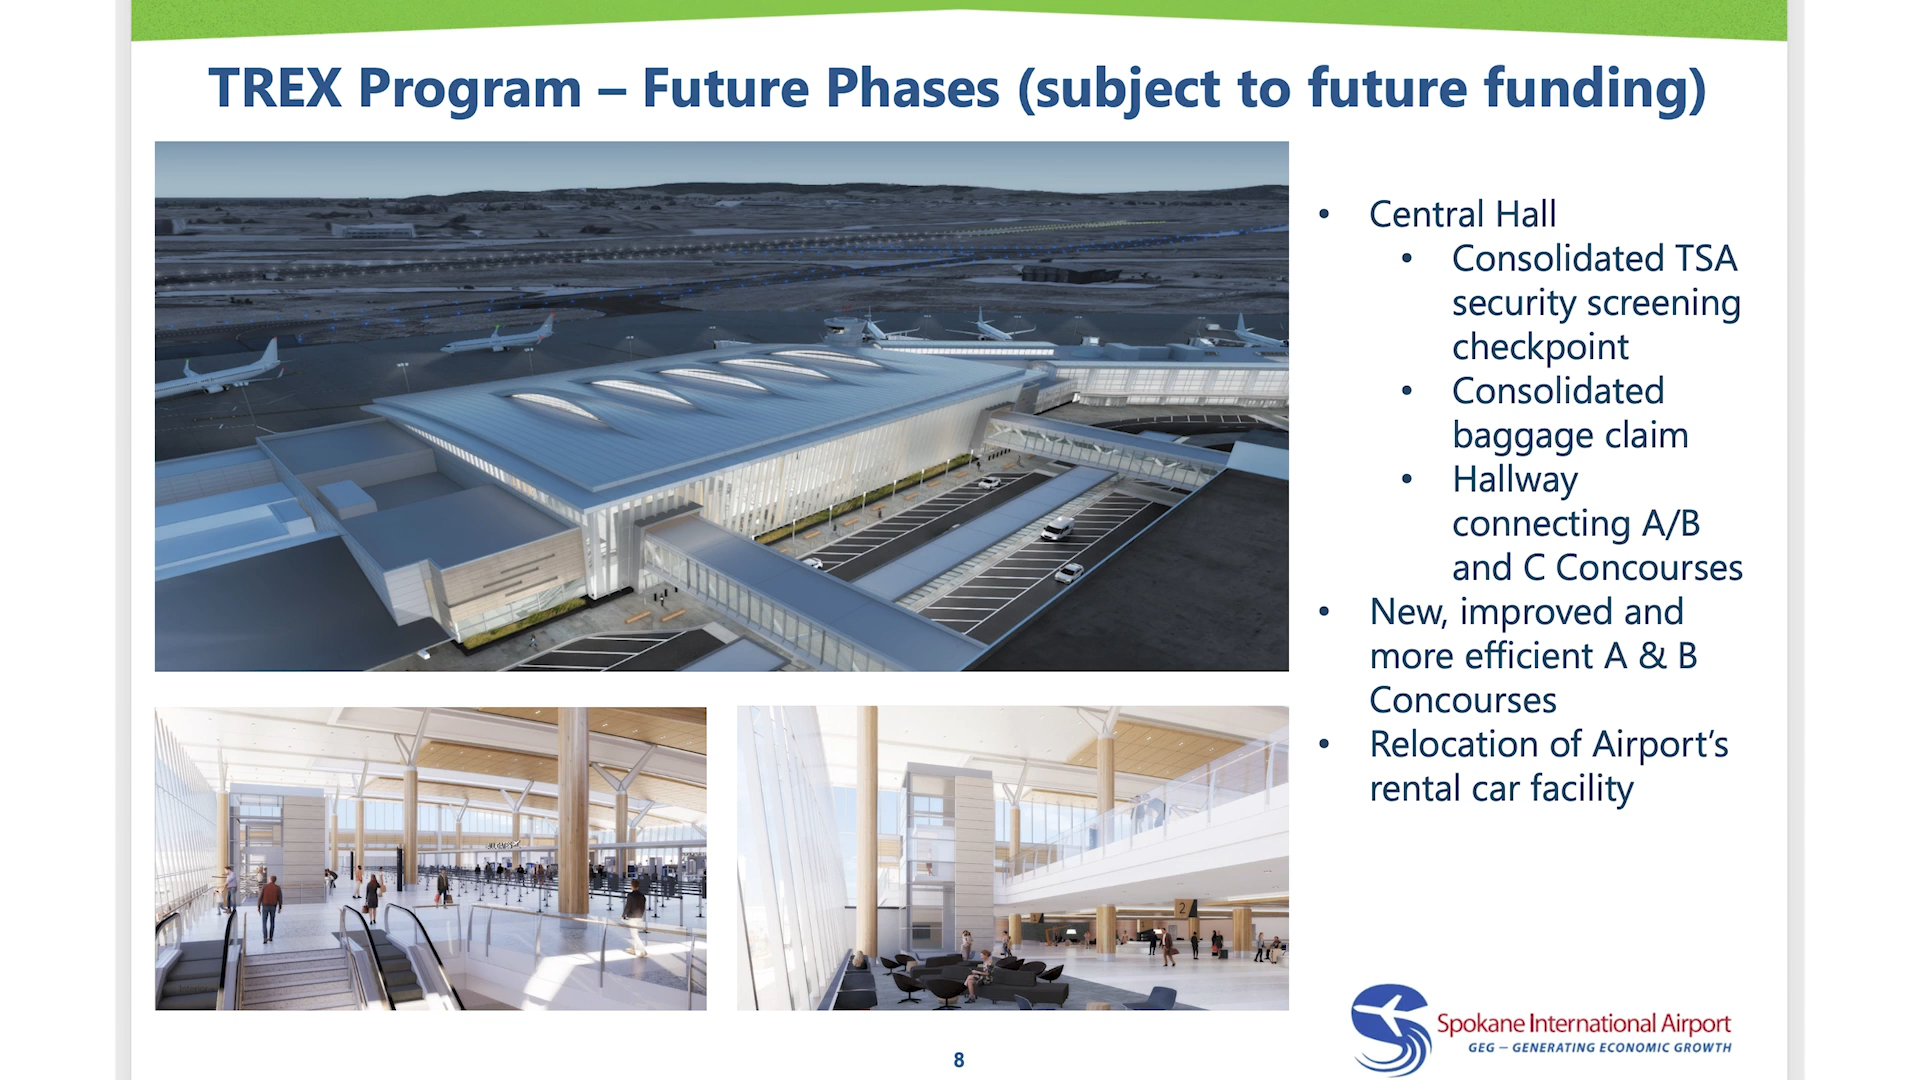 TREX Program – Future Phases (subject to future funding)
• Central Hall
• Consolidated TSA
security screening
checkpoint
• Consolidated
baggage claim
• Hallway
connecting A/B
and C Concourses
• New, improved and
more efficient A & B
Concourses
• Relocation of Airport’s
rental car facility
2
Spokane International Airport
GEG – GENERATING ECONOMIC GROWTH
8